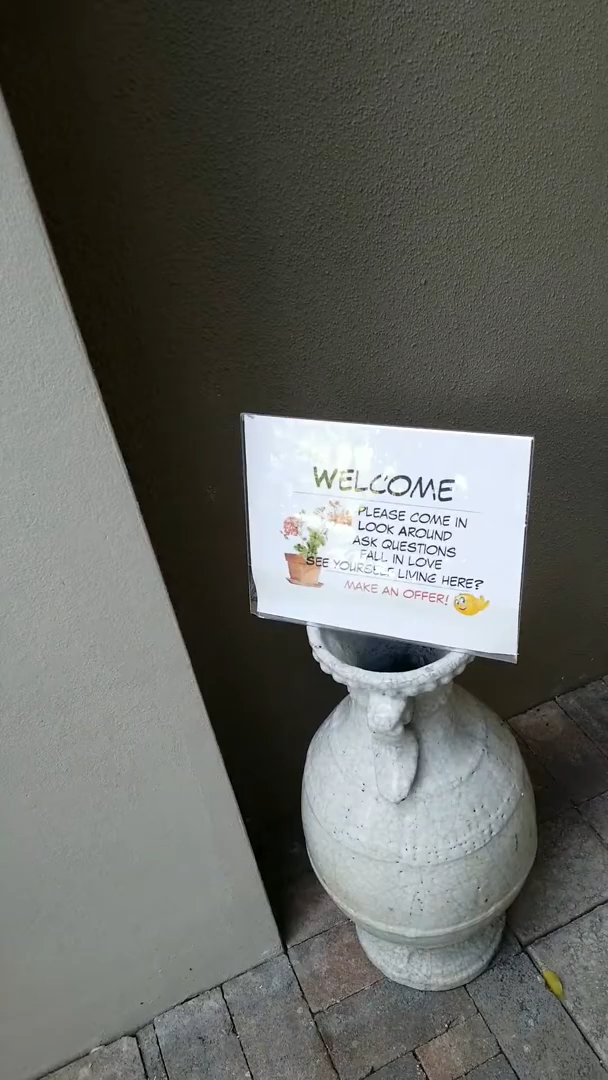 WELCOME
PLEASE COME IN
LOOK AROUND
ASK QUESTIONS
FALL IN LOVE
SEE YOURSELF LIVING HERE?
MAKE AN OFFER!